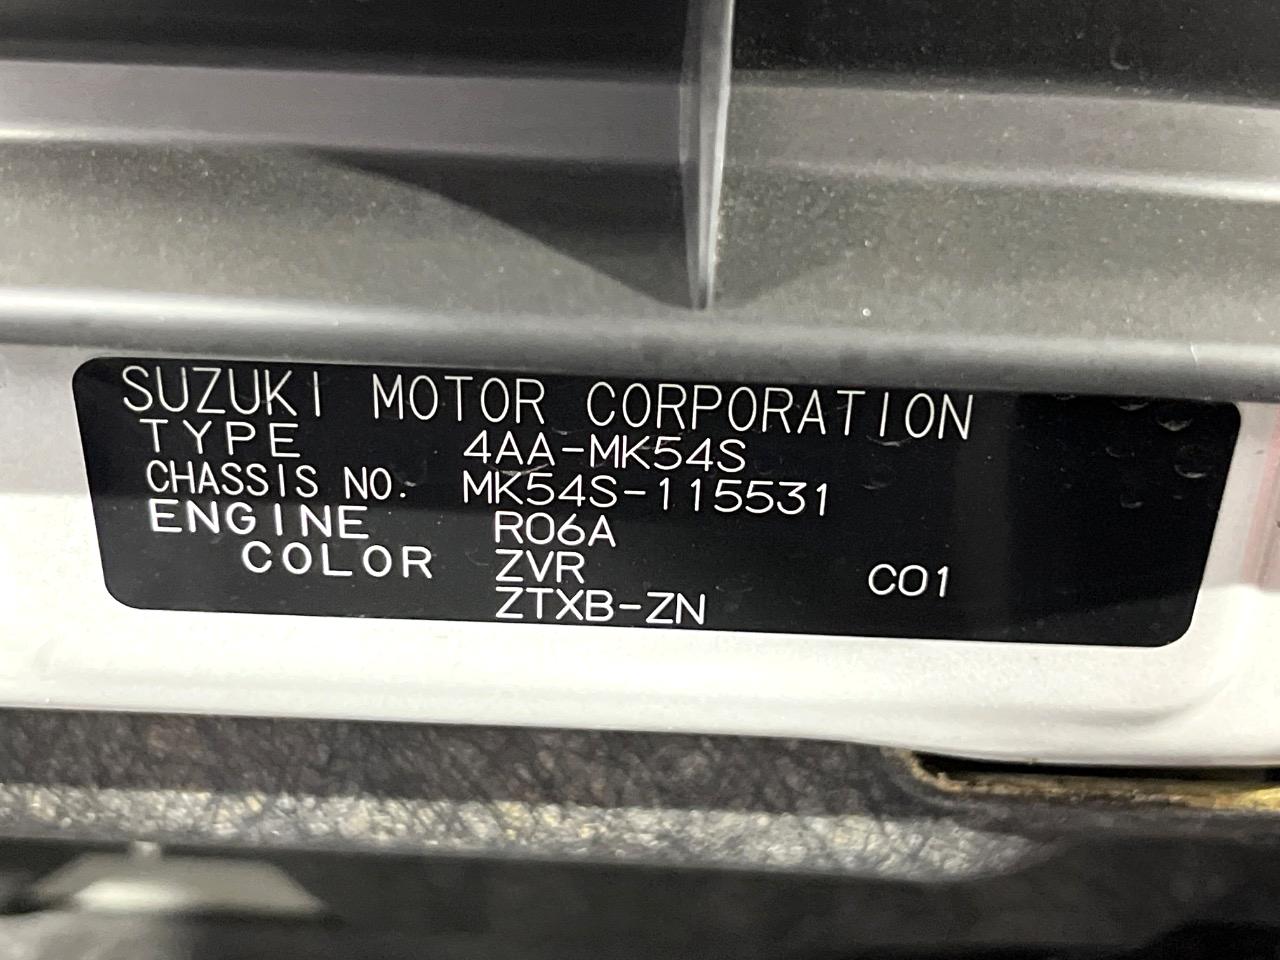 SUZUKI MOTOR CORPORATION
TYPE 4AA-MK54S
CHASSIS NO. MK54S-115531
ENGINE R06A
COLOR ZVR C01
ZTXB-ZN